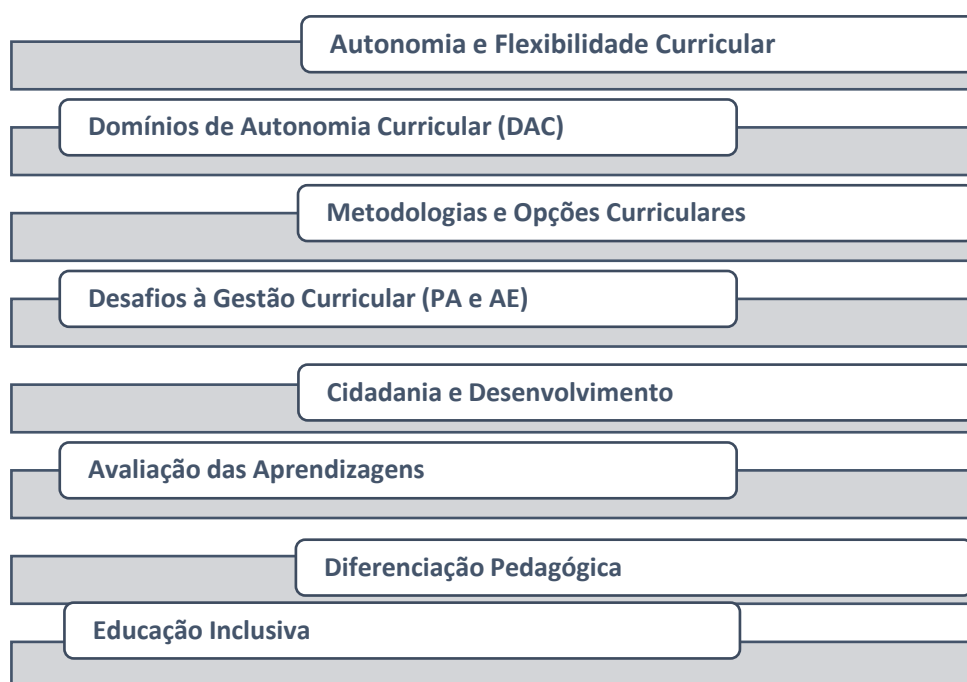 Autonomia e Flexibilidade Curricular
Domínios de Autonomia Curricular (DAC)
Metodologias e Opções Curriculares
Desafios à Gestão Curricular (PA e AE)
Cidadania e Desenvolvimento
Avaliação das Aprendizagens
Diferenciação Pedagógica
Educação Inclusiva